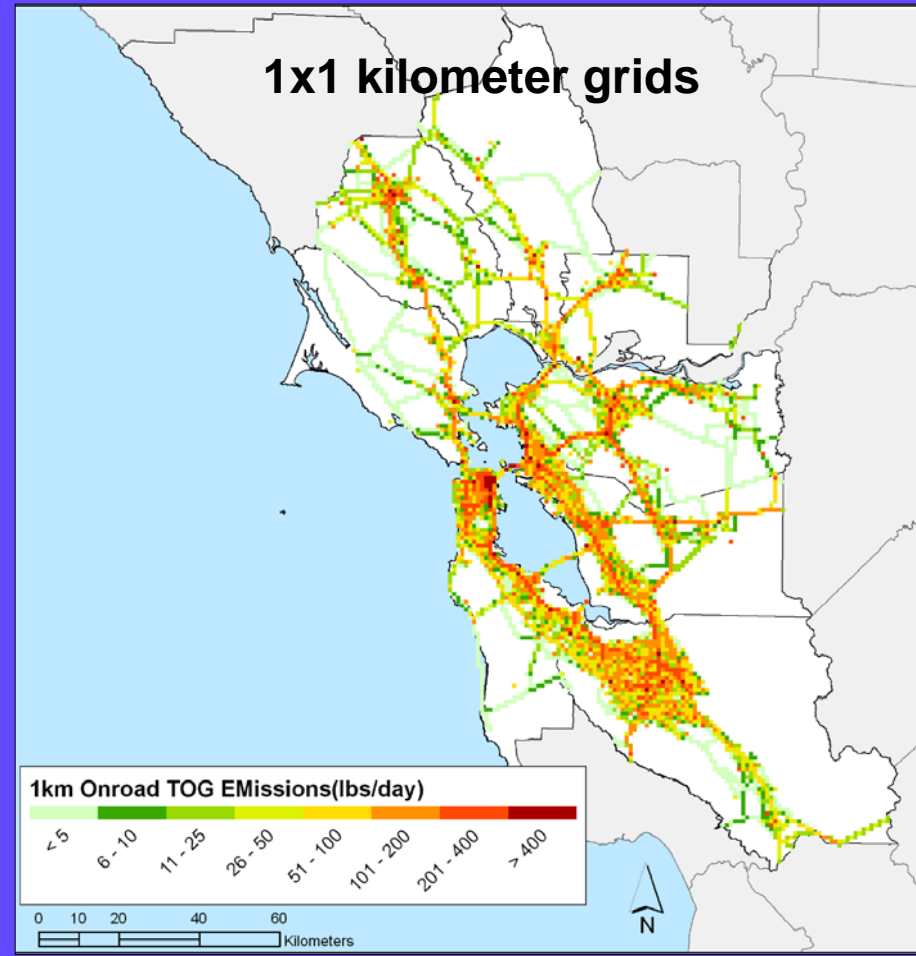 1x1 kilometer grids
1km Onroad TOG EMissions(lbs/day)
< 5
6 - 10
11 - 25
26 - 50
51 - 100
101 - 200
201 - 400
> 400
0 10 20 40 60
Kilometers
N